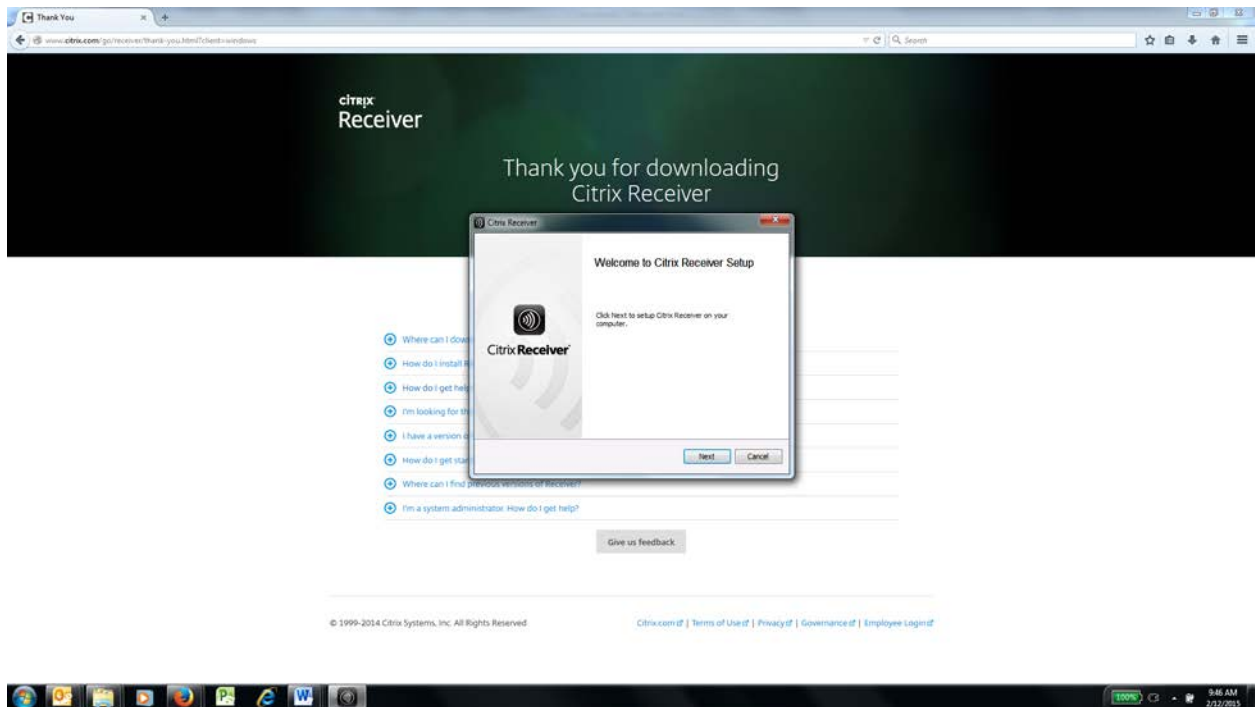 Thank You
www.citrix.com/go/receiver/thank-you.html?client=windows
Search
CITRIX
Receiver
Thank you for downloading
Citrix Receiver
Citrix Receiver
Welcome to Citrix Receiver Setup
Click Next to setup Citrix Receiver on your
computer.
Citrix Receiver
Next
Cancel
Where can I dow
How do I install R
How do I get help
I'm looking for th
I have a version o
How do I get star
Where can I find previous versions of Receiver?
I'm a system administrator. How do I get help?
Give us feedback
© 1999-2014 Citrix Systems, Inc. All Rights Reserved
Citrix.com | Terms of Use | Privacy | Governance | Employee Login
100%
9:46 AM
2/12/2015